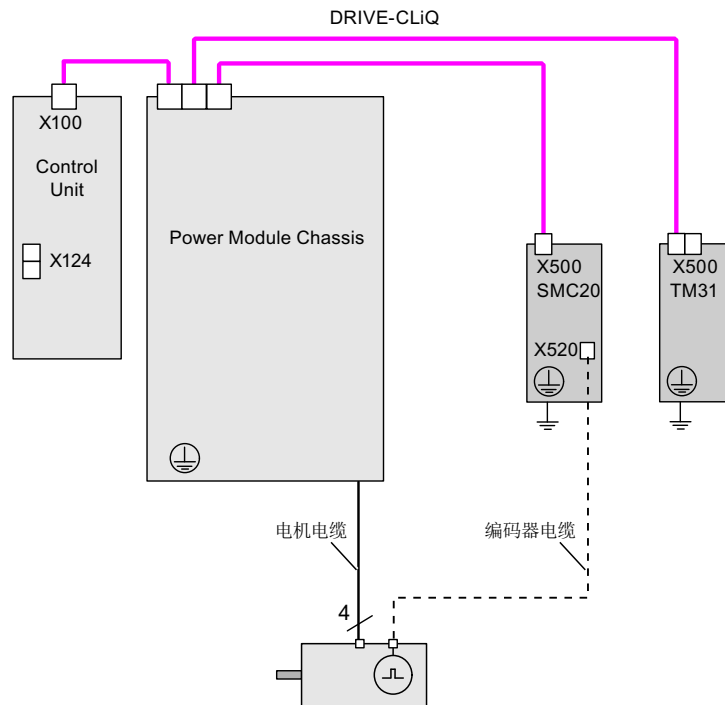 DRIVE-CLiQ
X100
Control
Unit
X124
Power Module Chassis
X500
SMC20
X520
X500
TM31
电机电缆
编码器电缆
4